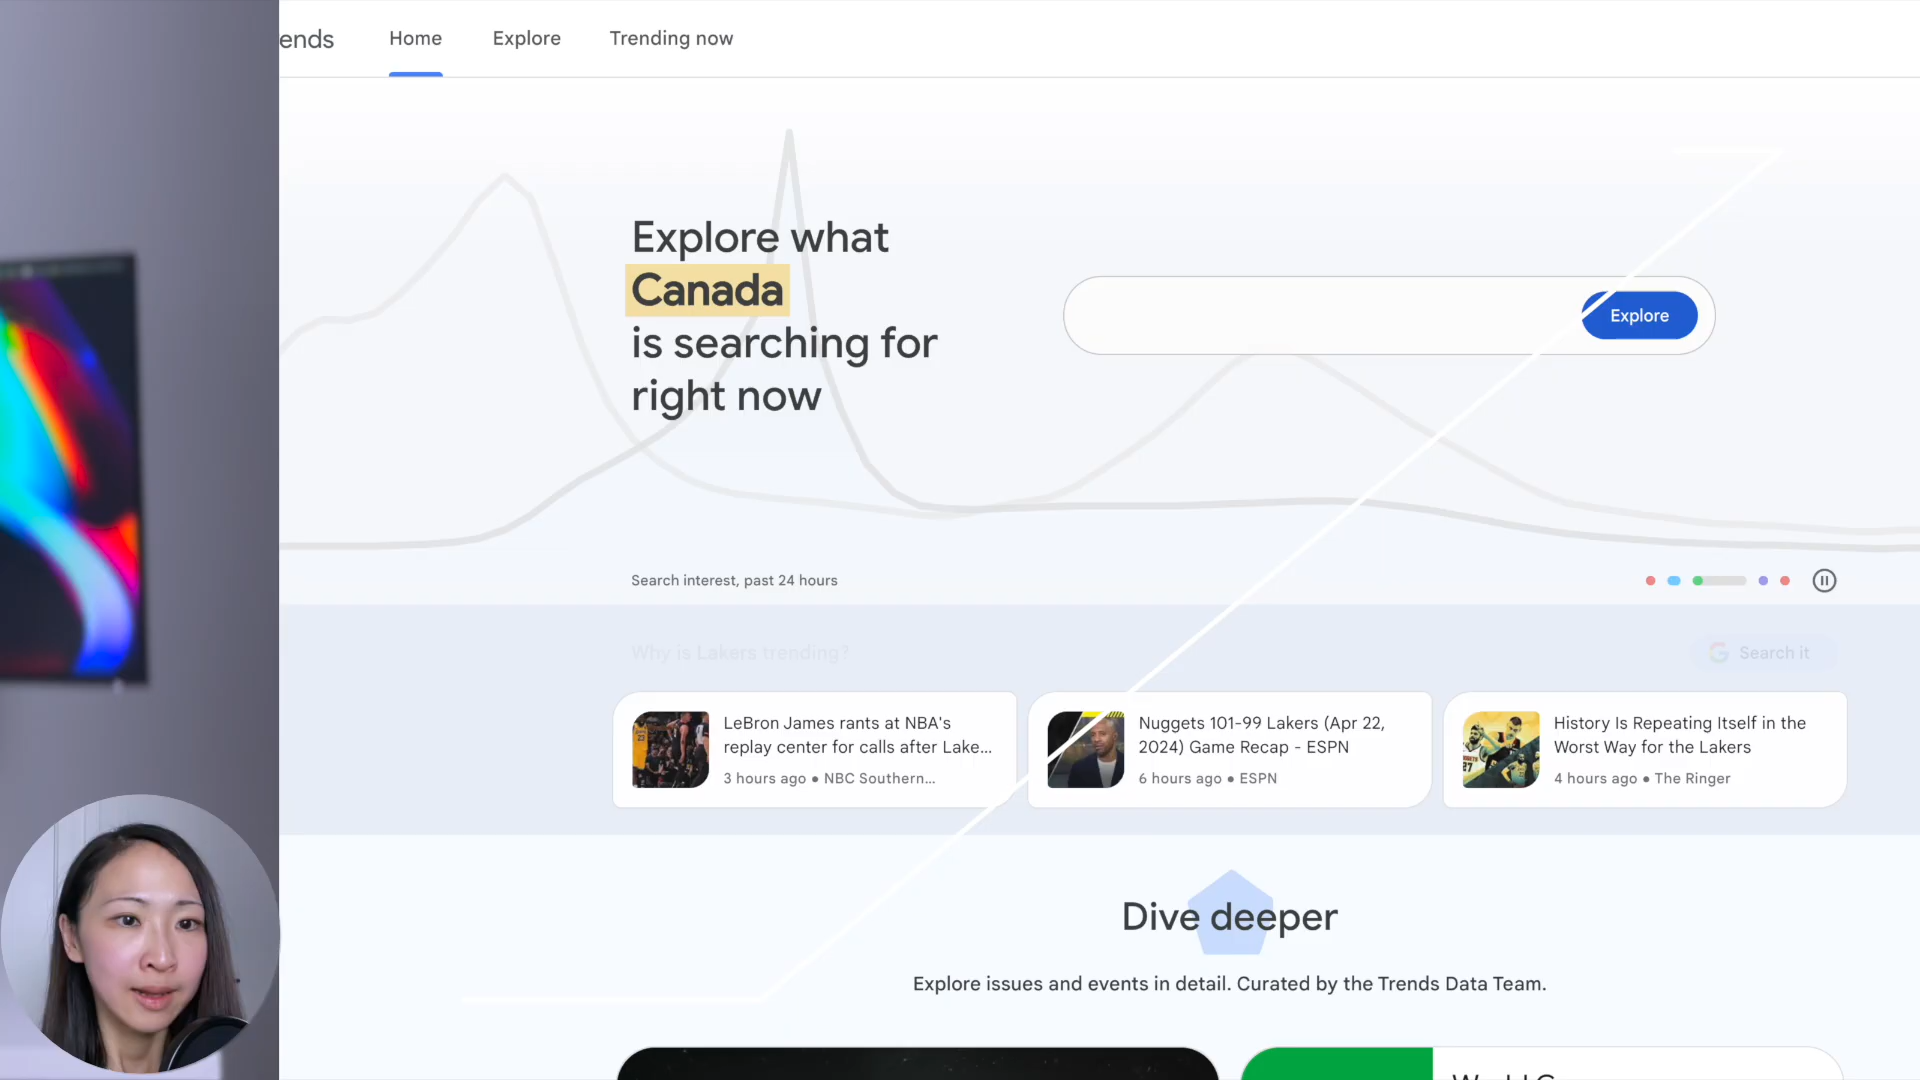 ends
Home
Explore
Trending now
Explore what
Canada
is searching for
right now
Explore
Search interest, past 24 hours
Why is Lakers trending?
Search it
LeBron James rants at NBA's
replay center for calls after Lake...
3 hours ago • NBC Southern...
Nuggets 101-99 Lakers (Apr 22,
2024) Game Recap - ESPN
6 hours ago • ESPN
History Is Repeating Itself in the
Worst Way for the Lakers
4 hours ago • The Ringer
Dive deeper
Explore issues and events in detail. Curated by the Trends Data Team.